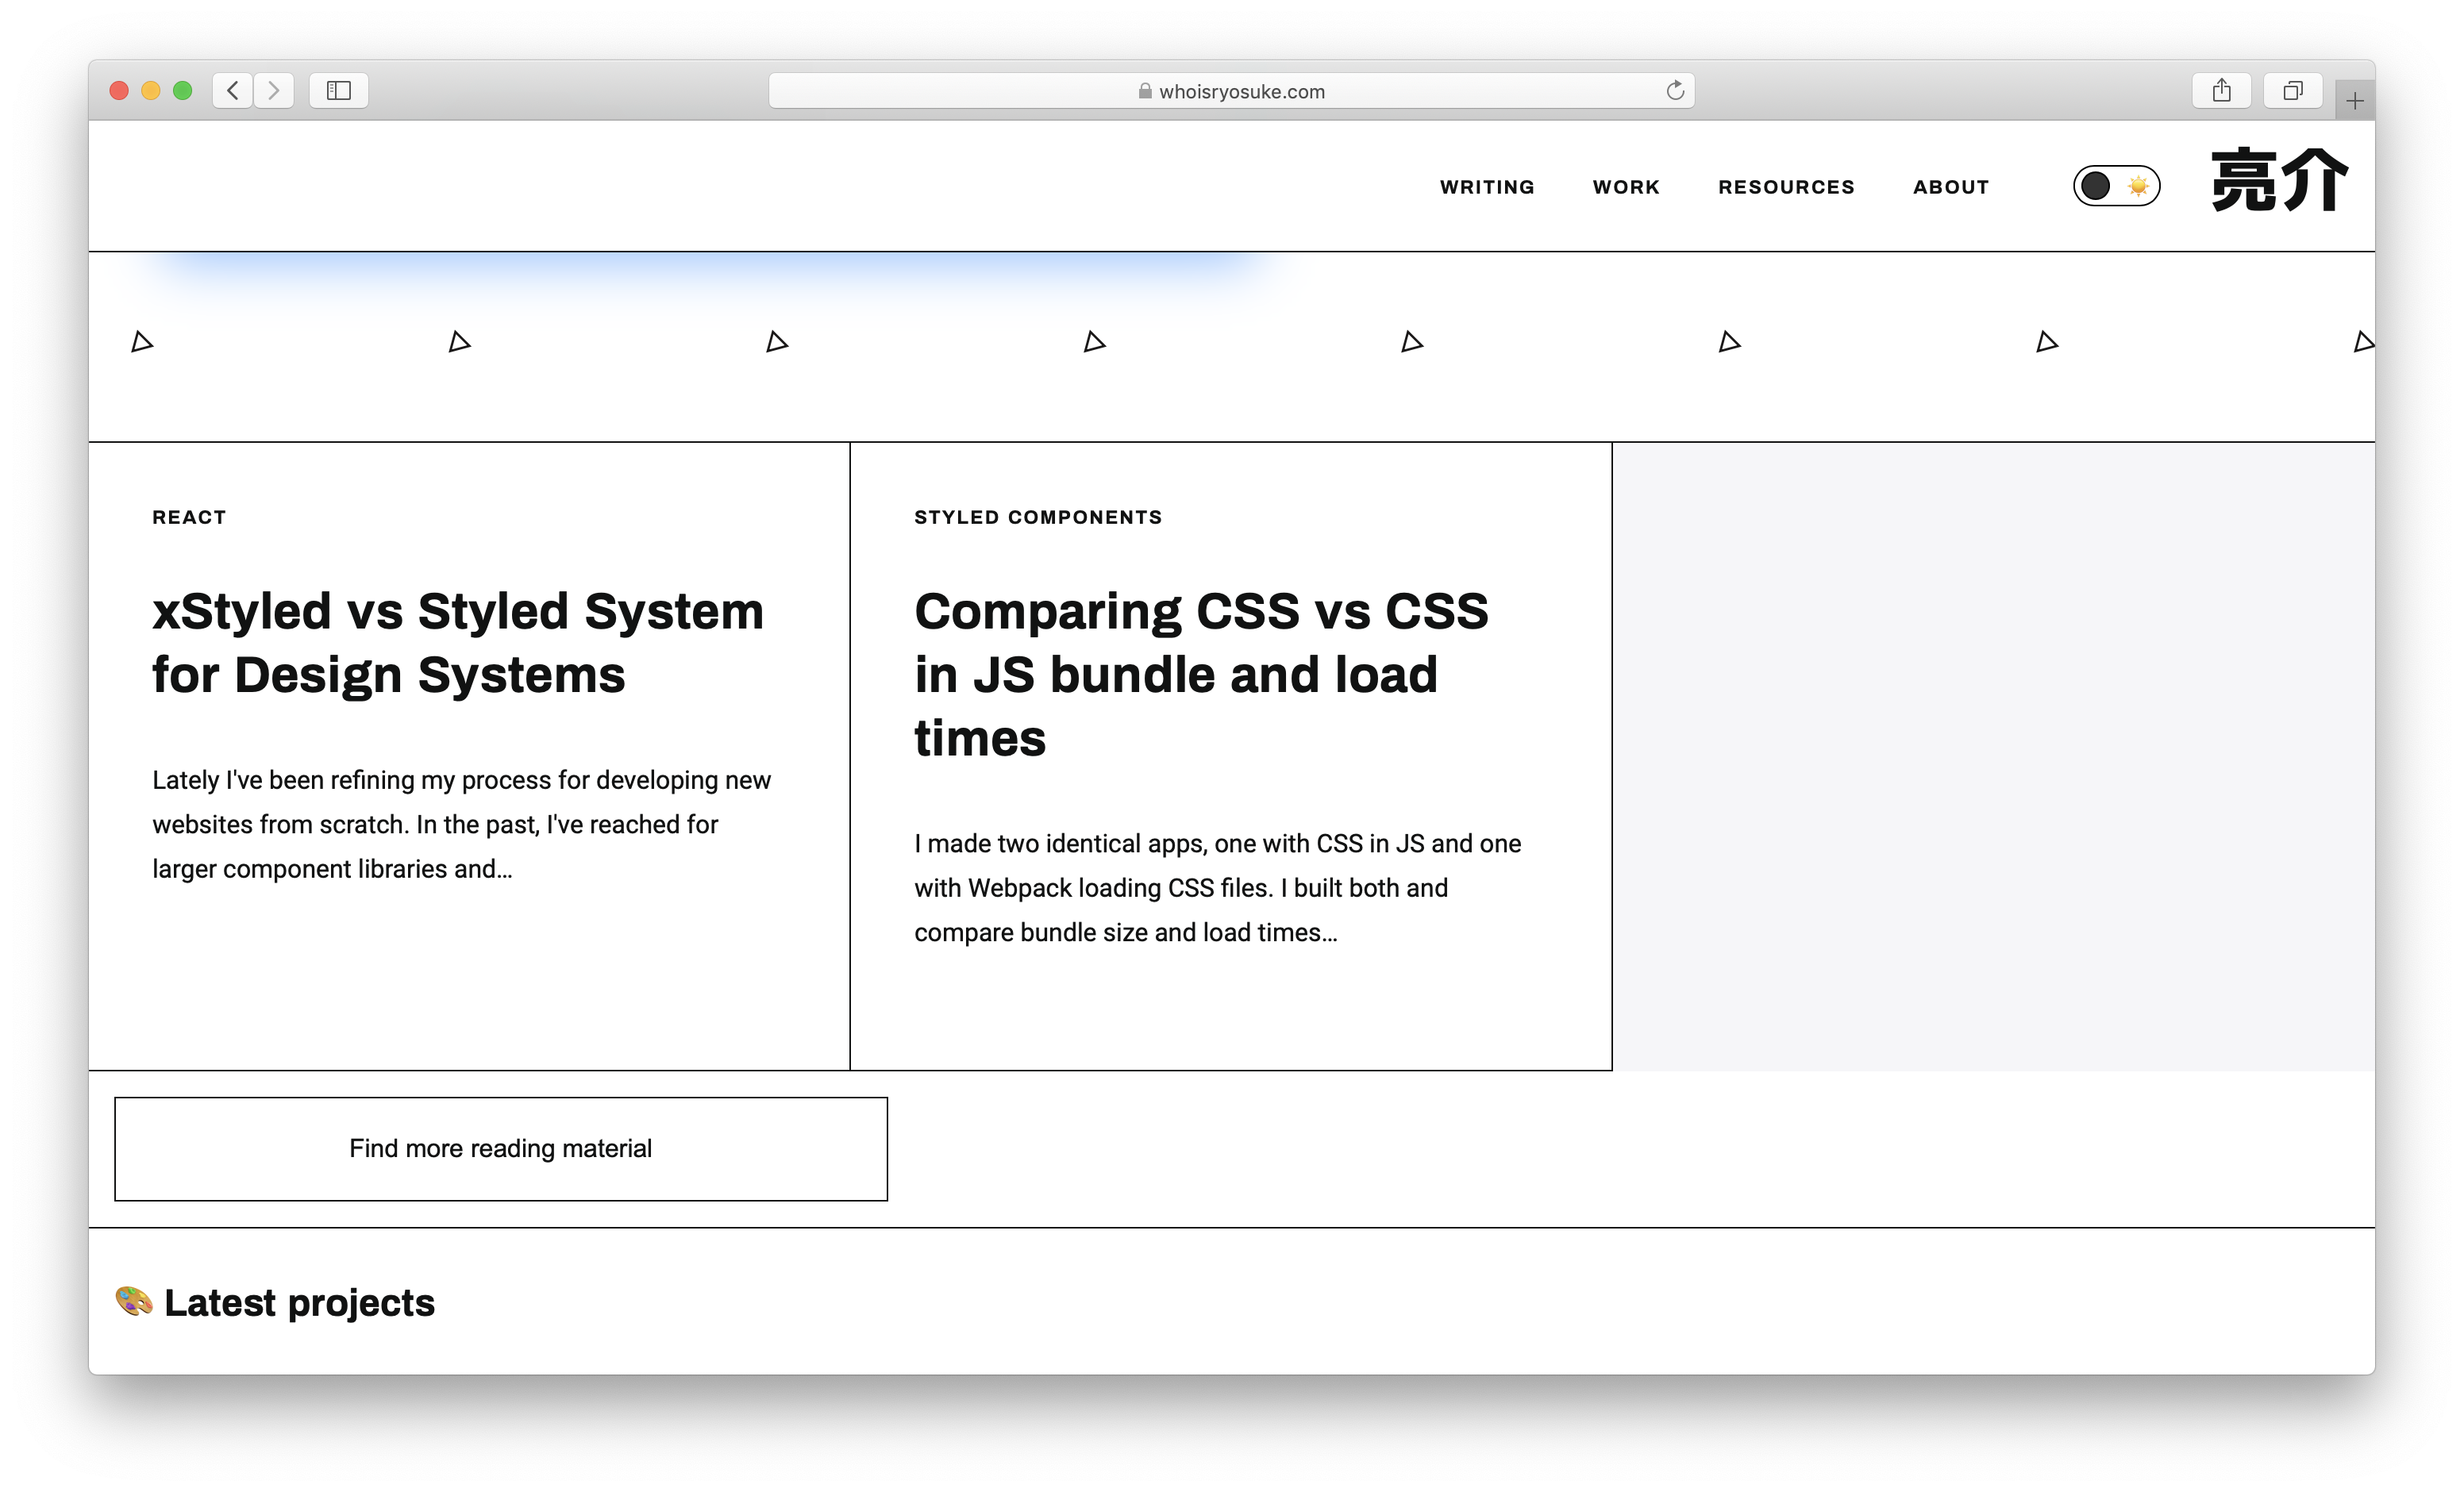 whoisryosuke.com
WRITING WORK RESOURCES ABOUT 亮介
REACT
xStyled vs Styled System
for Design Systems
Lately I've been refining my process for developing new
websites from scratch. In the past, I've reached for
larger component libraries and...
STYLED COMPONENTS
Comparing CSS vs CSS
in JS bundle and load
times
I made two identical apps, one with CSS in JS and one
with Webpack loading CSS files. I built both and
compare bundle size and load times...
Find more reading material
🎨 Latest projects